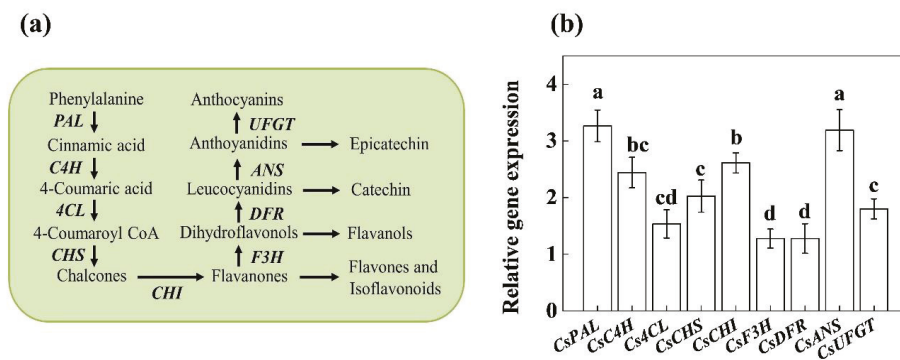 (a)
Phenylalanine
PAL
Cinnamic acid
C4H
4-Coumaric acid
4CL
4-Coumaroyl CoA
CHS
Chalcones
CHI
Anthocyanins
UFGT
Anthoyanidins
Epicatechin
ANS
Leucocyanidins
Catechin
DFR
Dihydroflavonols
Flavanols
F3H
Flavanones
Flavones and
Isoflavonoids
(b)
Relative gene expression
4
3
2
1
0
a
bc
cd
c
b
d
d
a
c
CsPAL
CsC4H
Cs4CL
CsCHS
CsCHI
CsF3H
CsDFR
CsANS
CsUFGT